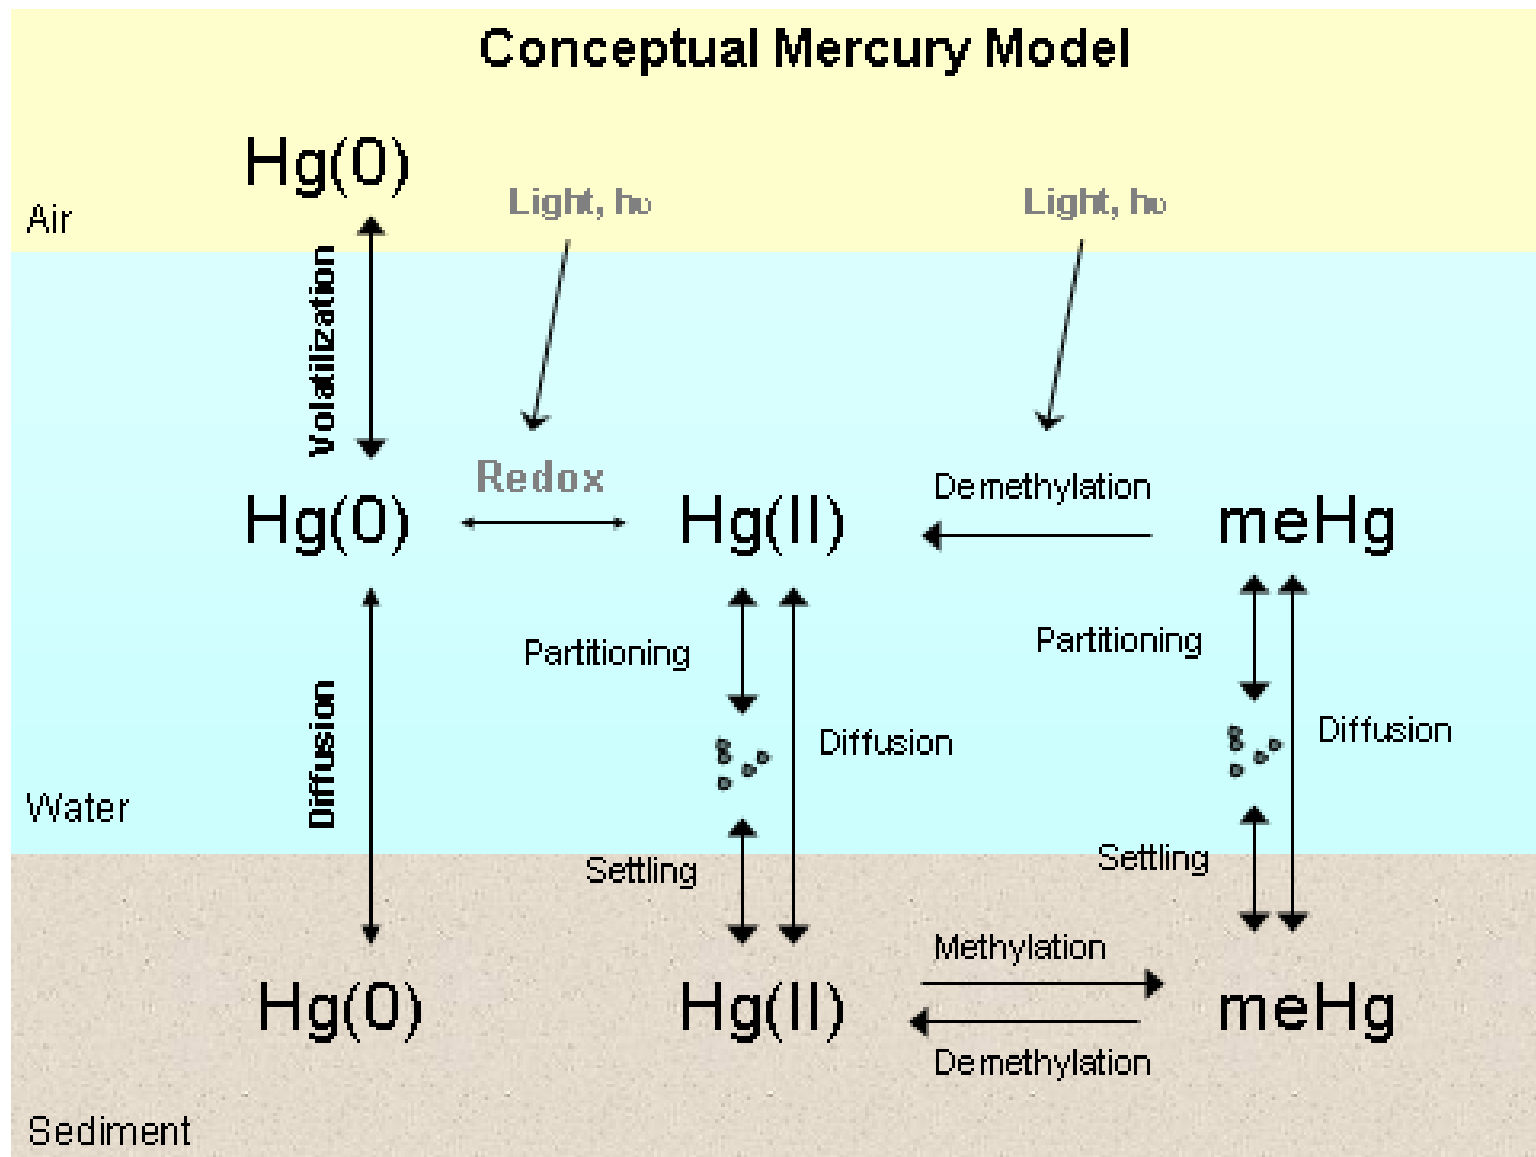 Conceptual Mercury Model
Hg(0)
Light, hυ
Light, hυ
Air
Volatilization
Redox
Demethylation
Hg(0)
Hg(II)
meHg
Partitioning
Partitioning
Diffusion
Diffusion
Diffusion
Water
Settling
Settling
Methylation
Hg(0)
Hg(II)
meHg
Demethylation
Sediment